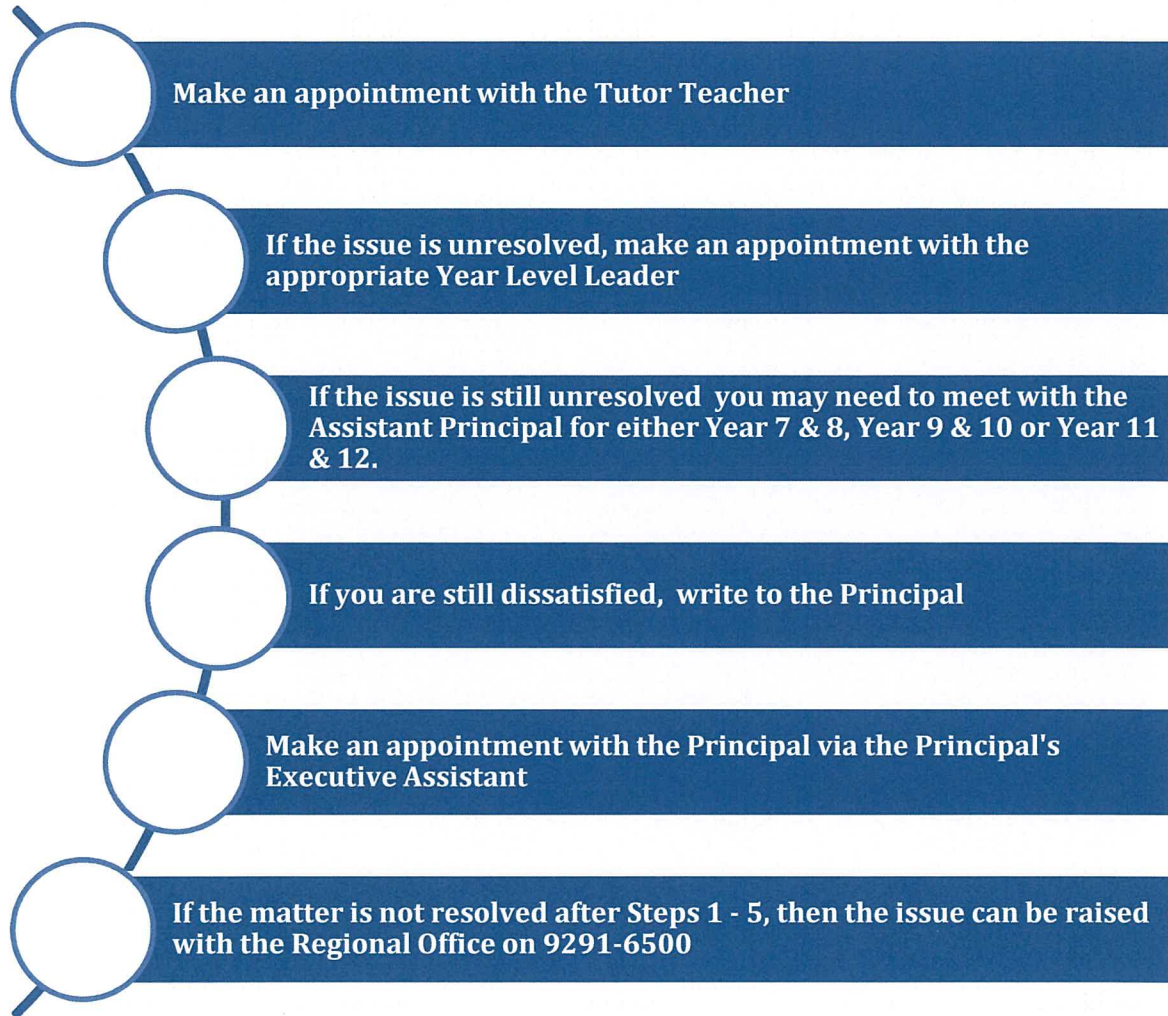 Make an appointment with the Tutor Teacher
If the issue is unresolved, make an appointment with the
appropriate Year Level Leader
If the issue is still unresolved  you may need to meet with the
Assistant Principal for either Year 7 & 8, Year 9 & 10 or Year 11
& 12.
If you are still dissatisfied,  write to the Principal
Make an appointment with the Principal via the Principal's
Executive Assistant
If the matter is not resolved after Steps 1 - 5, then the issue can be raised
with the Regional Office on 9291-6500